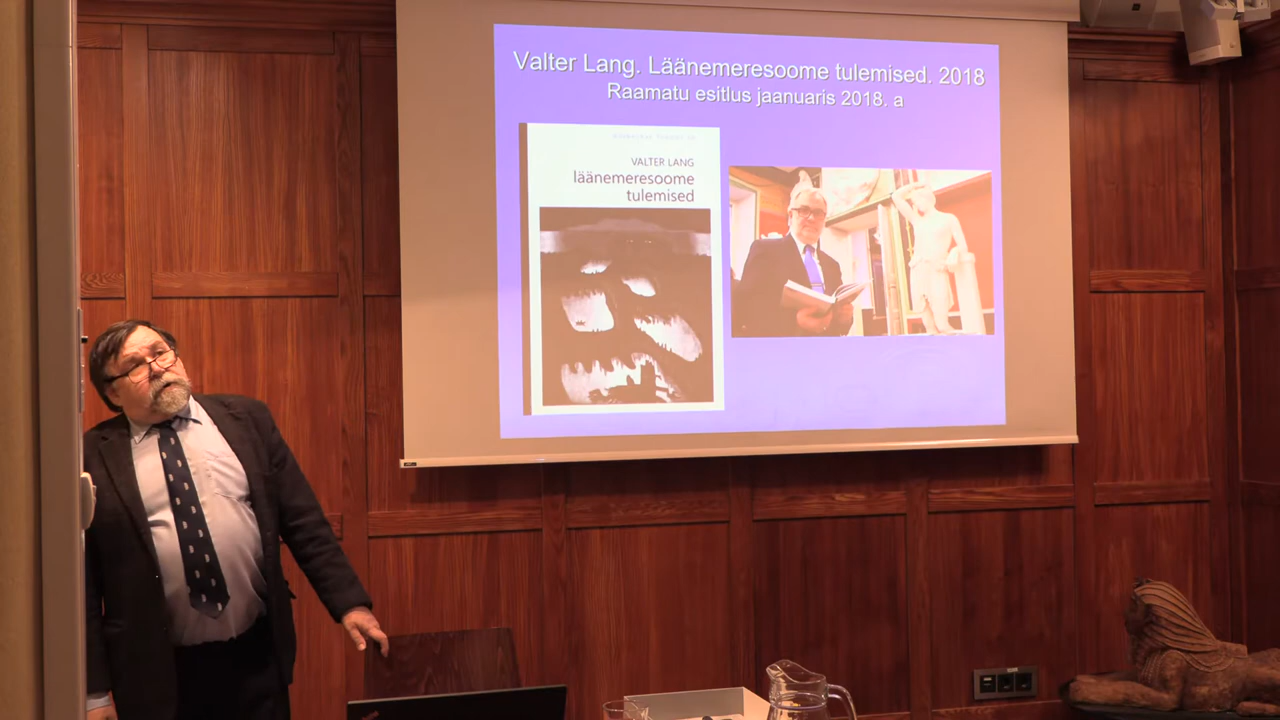 Valter Lang. Läänemeresoome tulemised. 2018
Raamatu esitlus jaanuaris 2018. a
VALTER LANG
läänemeresoome
tulemised